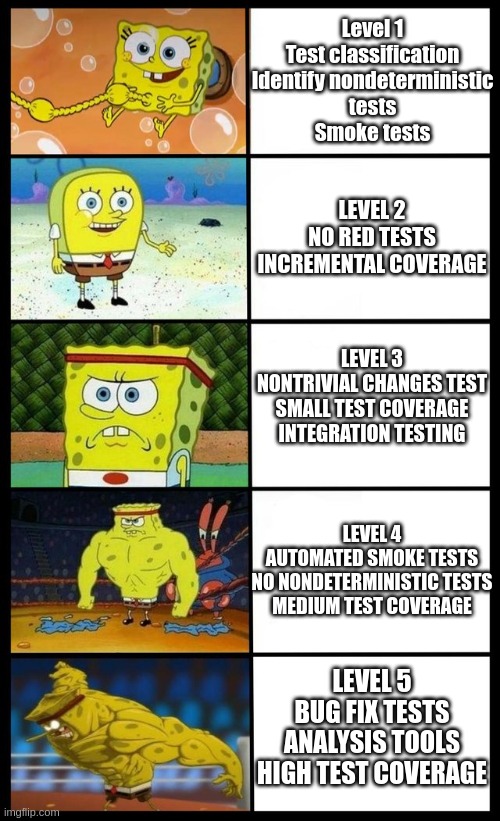 Level 1
Test classification
Identify nondeterministic
tests
Smoke tests
LEVEL 2
NO RED TESTS
INCREMENTAL COVERAGE
LEVEL 3
NONTRIVIAL CHANGES TEST
SMALL TEST COVERAGE
INTEGRATION TESTING
LEVEL 4
AUTOMATED SMOKE TESTS
NO NONDETERMINISTIC TESTS
MEDIUM TEST COVERAGE
LEVEL 5
BUG FIX TESTS
ANALYSIS TOOLS
HIGH TEST COVERAGE
imgflip.com